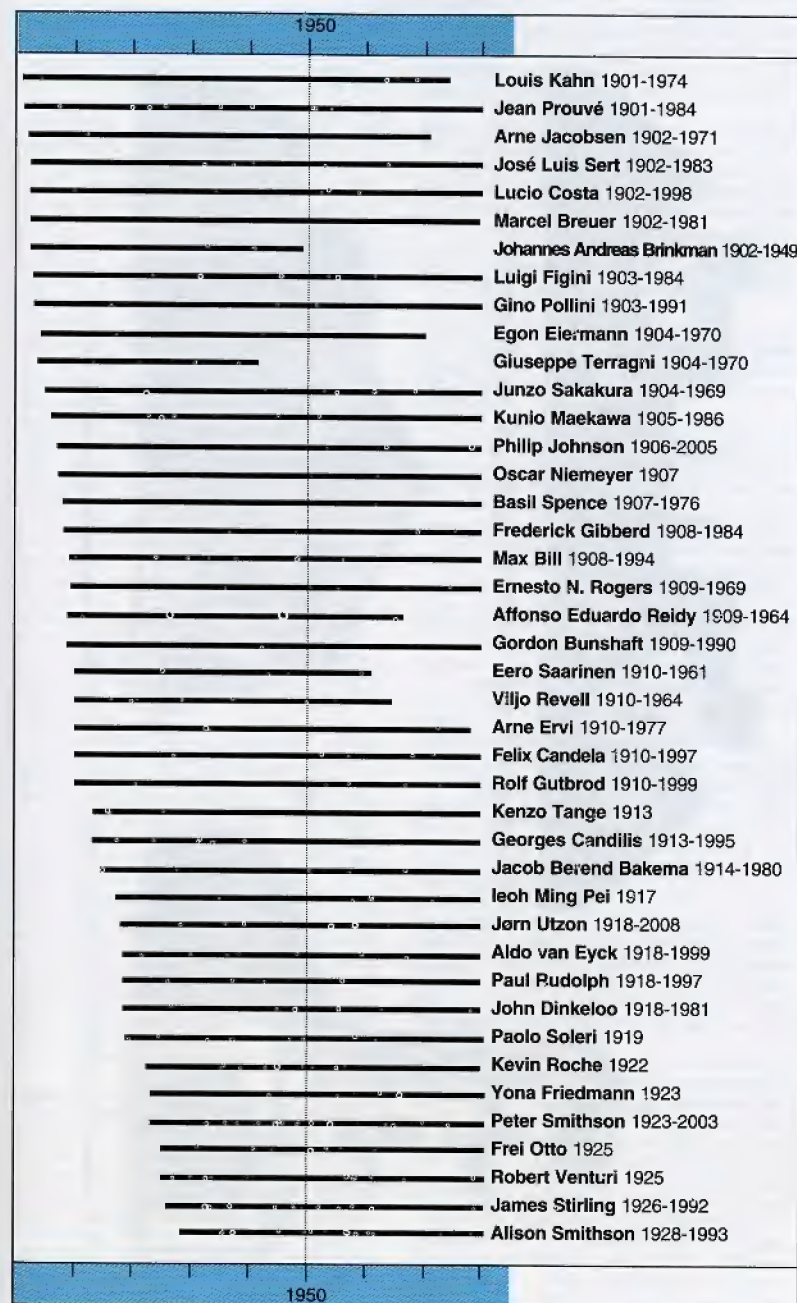 1950
Louis Kahn 1901-1974
Jean Prouvé 1901-1984
Arne Jacobsen 1902-1971
José Luis Sert 1902-1983
Lucio Costa 1902-1998
Marcel Breuer 1902-1981
Johannes Andreas Brinkman 1902-1949
Luigi Figini 1903-1984
Gino Pollini 1903-1991
Egon Eiermann 1904-1970
Giuseppe Terragni 1904-1970
Junzo Sakakura 1904-1969
Kunio Maekawa 1905-1986
Philip Johnson 1906-2005
Oscar Niemeyer 1907
Basil Spence 1907-1976
Frederick Gibberd 1908-1984
Max Bill 1908-1994
Ernesto N. Rogers 1909-1969
Affonso Eduardo Reidy 1909-1964
Gordon Bunshaft 1909-1990
Eero Saarinen 1910-1961
Viljo Revell 1910-1964
Arne Ervi 1910-1977
Felix Candela 1910-1997
Rolf Gutbrod 1910-1999
Kenzo Tange 1913
Georges Candilis 1913-1995
Jacob Berend Bakema 1914-1980
Ieoh Ming Pei 1917
Jørn Utzon 1918-2008
Aldo van Eyck 1918-1999
Paul Rudolph 1918-1997
John Dinkeloo 1918-1981
Paolo Soleri 1919
Kevin Roche 1922
Yona Friedmann 1923
Peter Smithson 1923-2003
Frei Otto 1925
Robert Venturi 1925
James Stirling 1926-1992
Alison Smithson 1928-1993
1950